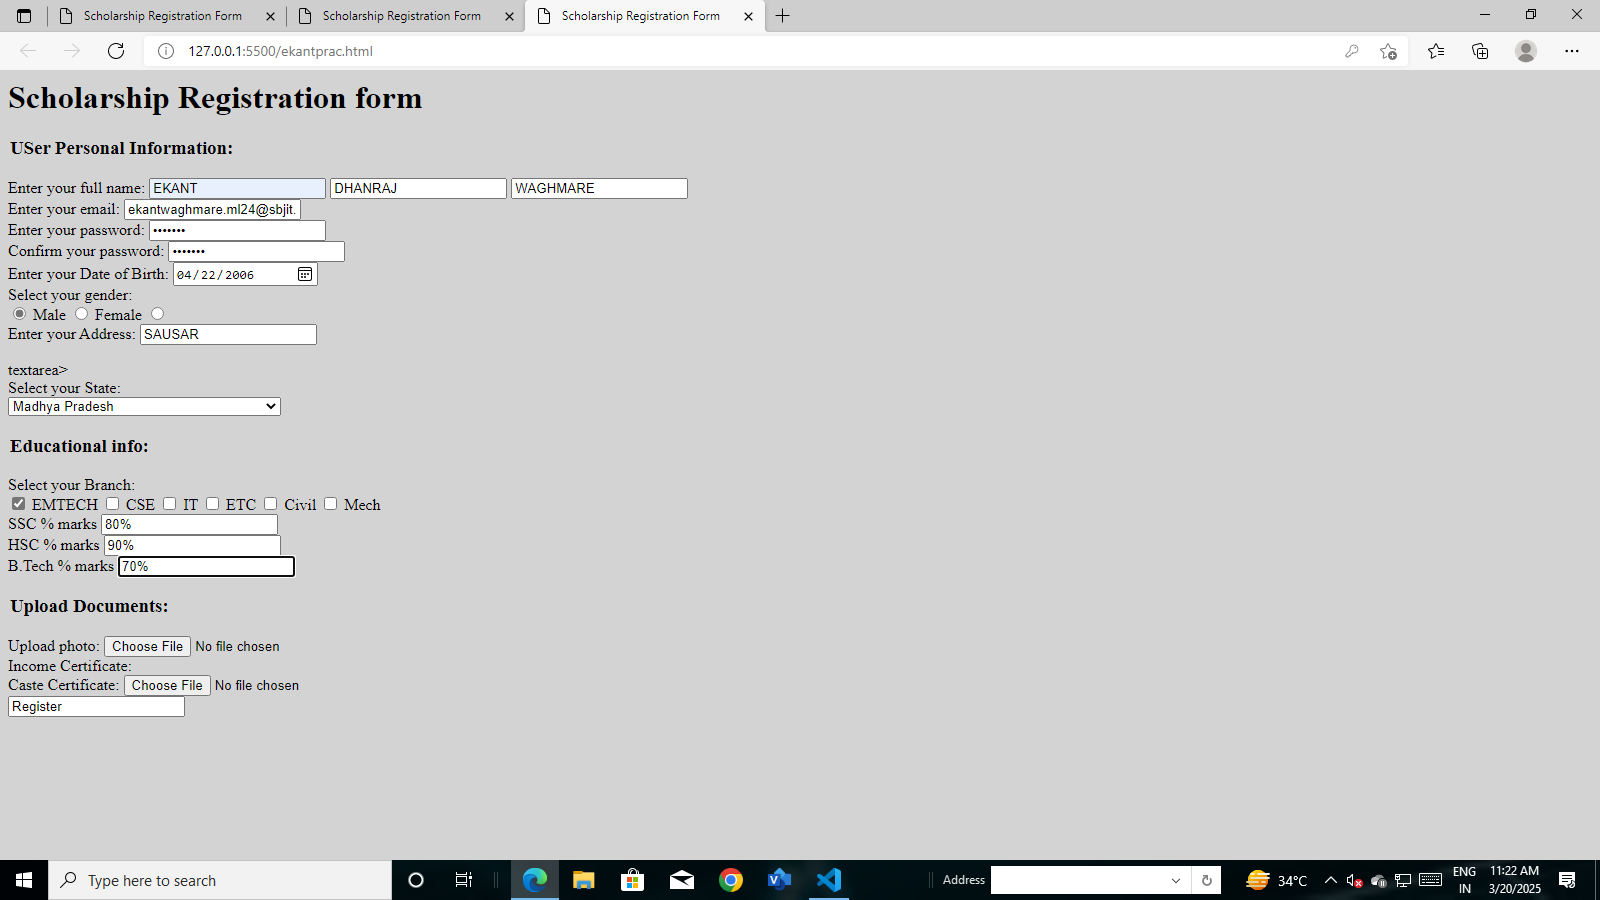 Scholarship Registration Form
Scholarship Registration Form
Scholarship Registration Form
127.0.0.1:5500/ekantprac.html
Scholarship Registration form
USer Personal Information:
Enter your full name: EKANT DHANRAJ WAGHMARE
Enter your email: ekantwaghmare.ml24@sbjit.
Enter your password: •••••••
Confirm your password: •••••••
Enter your Date of Birth: 04/22/2006
Select your gender:
Male Female
Enter your Address: SAUSAR
textarea>
Select your State:
Madhya Pradesh
Educational info:
Select your Branch:
EMTECH CSE IT ETC Civil Mech
SSC % marks 80%
HSC % marks 90%
B.Tech % marks 70%
Upload Documents:
Upload photo: Choose File No file chosen
Income Certificate:
Caste Certificate: Choose File No file chosen
Register
Type here to search
Address
34°C
ENG
IN
11:22 AM
3/20/2025